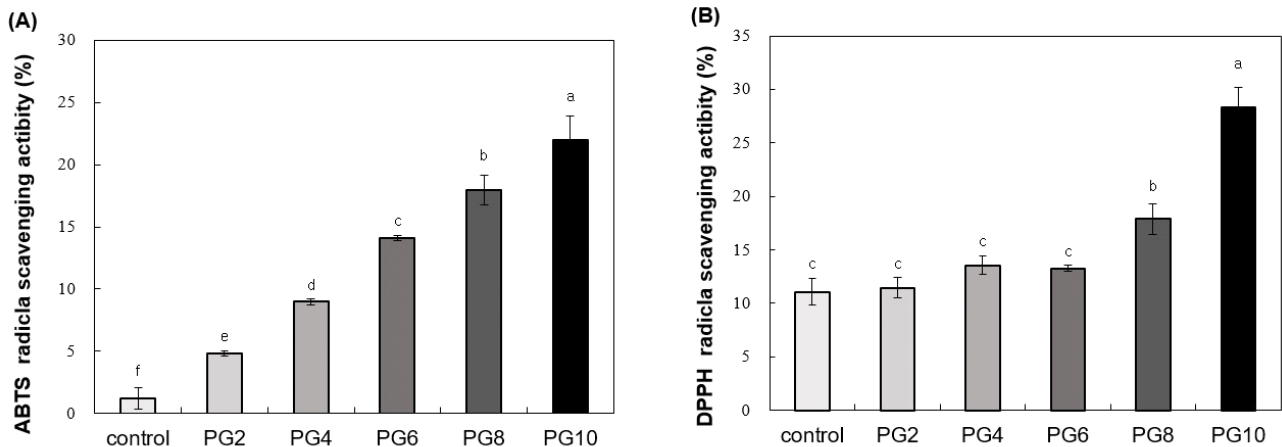 (A)
ABTS radicla scavenging actibity (%)
30
25
20
15
10
5
0
f
e
d
c
b
a
control PG2 PG4 PG6 PG8 PG10
(B)
DPPH radicla scavenging actibity (%)
35
30
25
20
15
10
5
0
c
c
c
c
b
a
control PG2 PG4 PG6 PG8 PG10